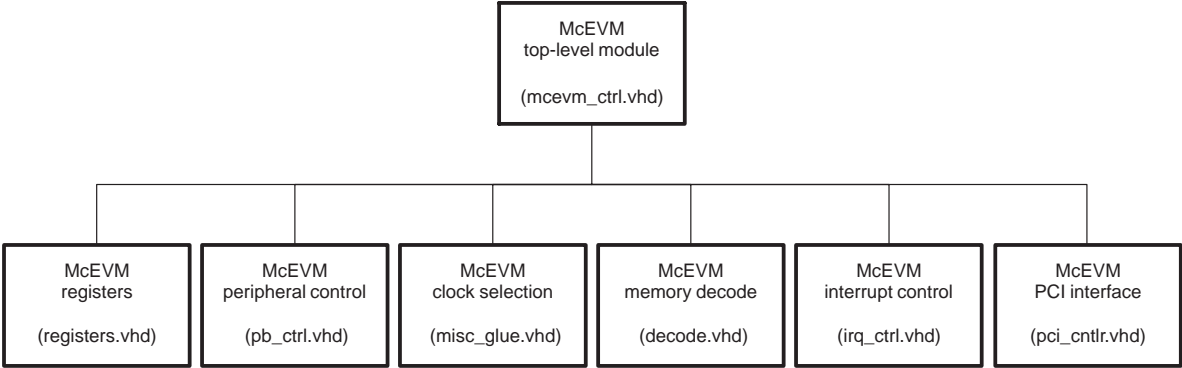 McEVM
top-level module
(mcevm_ctrl.vhd)
McEVM
registers
(registers.vhd)
McEVM
peripheral control
(pb_ctrl.vhd)
McEVM
clock selection
(misc_glue.vhd)
McEVM
memory decode
(decode.vhd)
McEVM
interrupt control
(irq_ctrl.vhd)
McEVM
PCI interface
(pci_cntlr.vhd)